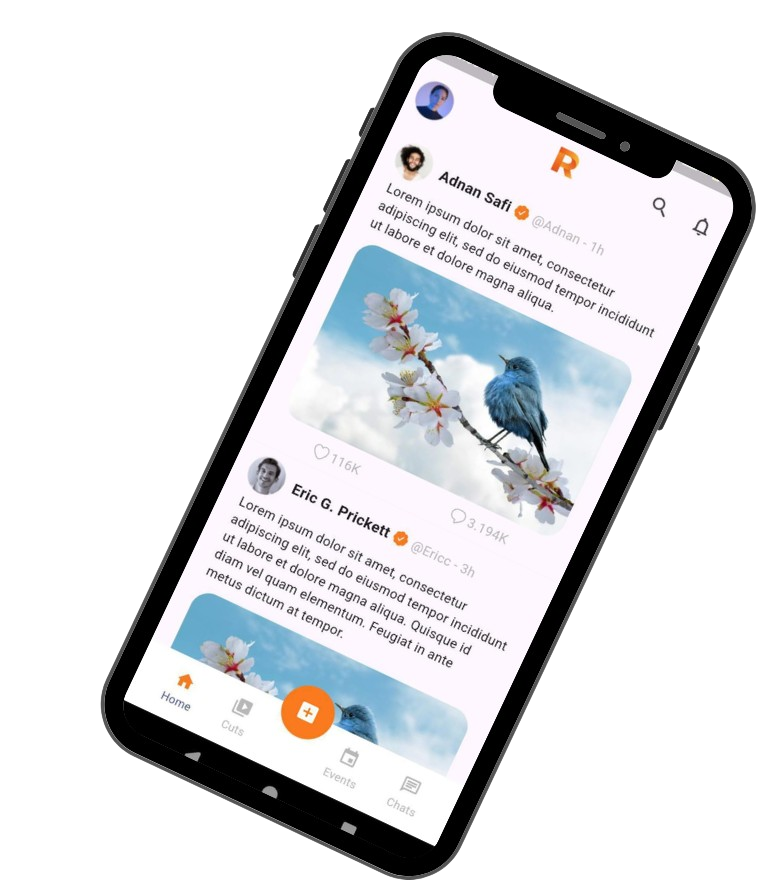 R
Adnan Safi @Adnan - 1h
Lorem ipsum dolor sit amet, consectetur
adipiscing elit, sed do eiusmod tempor incididunt
ut labore et dolore magna aliqua.
116K 3.194K
Eric G. Prickett @Ericc - 3h
Lorem ipsum dolor sit amet, consectetur
adipiscing elit, sed do eiusmod tempor incididunt
ut labore et dolore magna aliqua. Quisque id
diam vel quam elementum. Feugiat in ante
metus dictum at tempor.
Home Cuts Events Chats